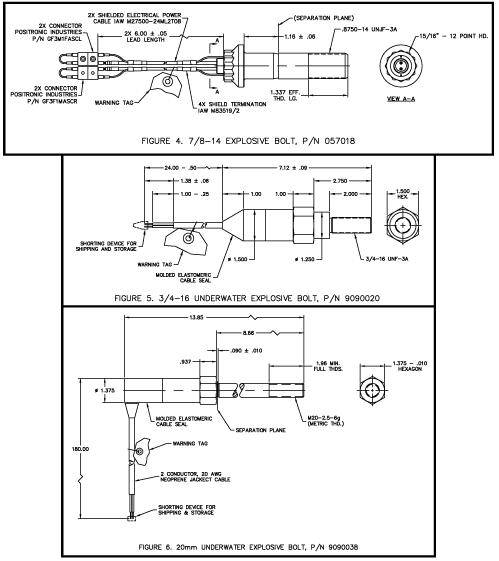 2X CONNECTOR
POSITRONIC INDUSTRIES
P/N GF3M1FASCL
2X SHIELDED ELECTRICAL POWER
CABLE IAW M27500-24ML2T08
2X 6.00 ± .05
LEAD LENGTH
A
(SEPARATION PLANE)
1.16 ± .06
.8750-14 UNJF-3A
15/16" - 12 POINT HD.
2X CONNECTOR
POSITRONIC INDUSTRIES
P/N GF3F1MASCR
WARNING TAG
A
4X SHIELD TERMINATION
IAW M83519/2
1.337 EFF.
THD. LG.
VIEW A-A
FIGURE 4. 7/8-14 EXPLOSIVE BOLT, P/N 057018
24.00 - .50
7.12 ± .09
1.38 ± .06
2.750
1.00 - .25
1.00
1.00
2.000
1.500
HEX.
SHORTING DEVICE FOR
SHIPPING AND STORAGE
WARNING TAG
MOLDED ELASTOMERIC
CABLE SEAL
ø 1.500
ø 1.250
3/4-16 UNF-3A
FIGURE 5. 3/4-16 UNDERWATER EXPLOSIVE BOLT, P/N 9090020
13.85
8.66
.090 ± .010
.937
1.96 MIN.
FULL THDS.
1.375 - .010
HEXAGON
ø 1.375
MOLDED ELASTOMERIC
CABLE SEAL
SEPARATION PLANE
M20-2.5-6g
(METRIC THD.)
180.00
WARNING TAG
2 CONDUCTOR, 20 AWG
NEOPRENE JACKECT CABLE
SHORTING DEVICE FOR
SHIPPING & STORAGE
FIGURE 6. 20mm UNDERWATER EXPLOSIVE BOLT, P/N 9090038